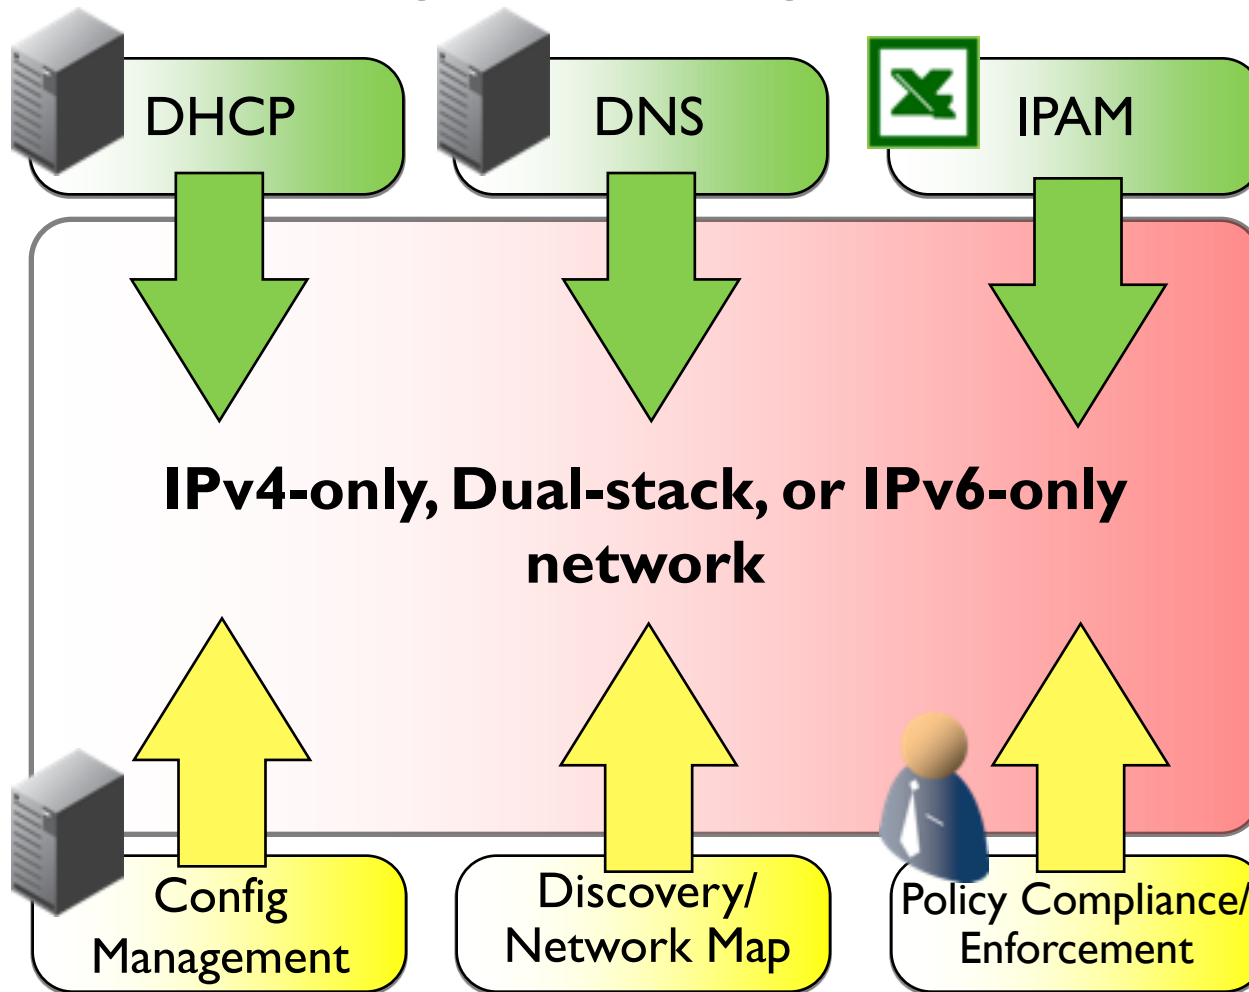 DHCP
DNS
IPAM
IPv4-only, Dual-stack, or IPv6-only
network
Config
Management
Discovery/
Network Map
Policy Compliance/
Enforcement